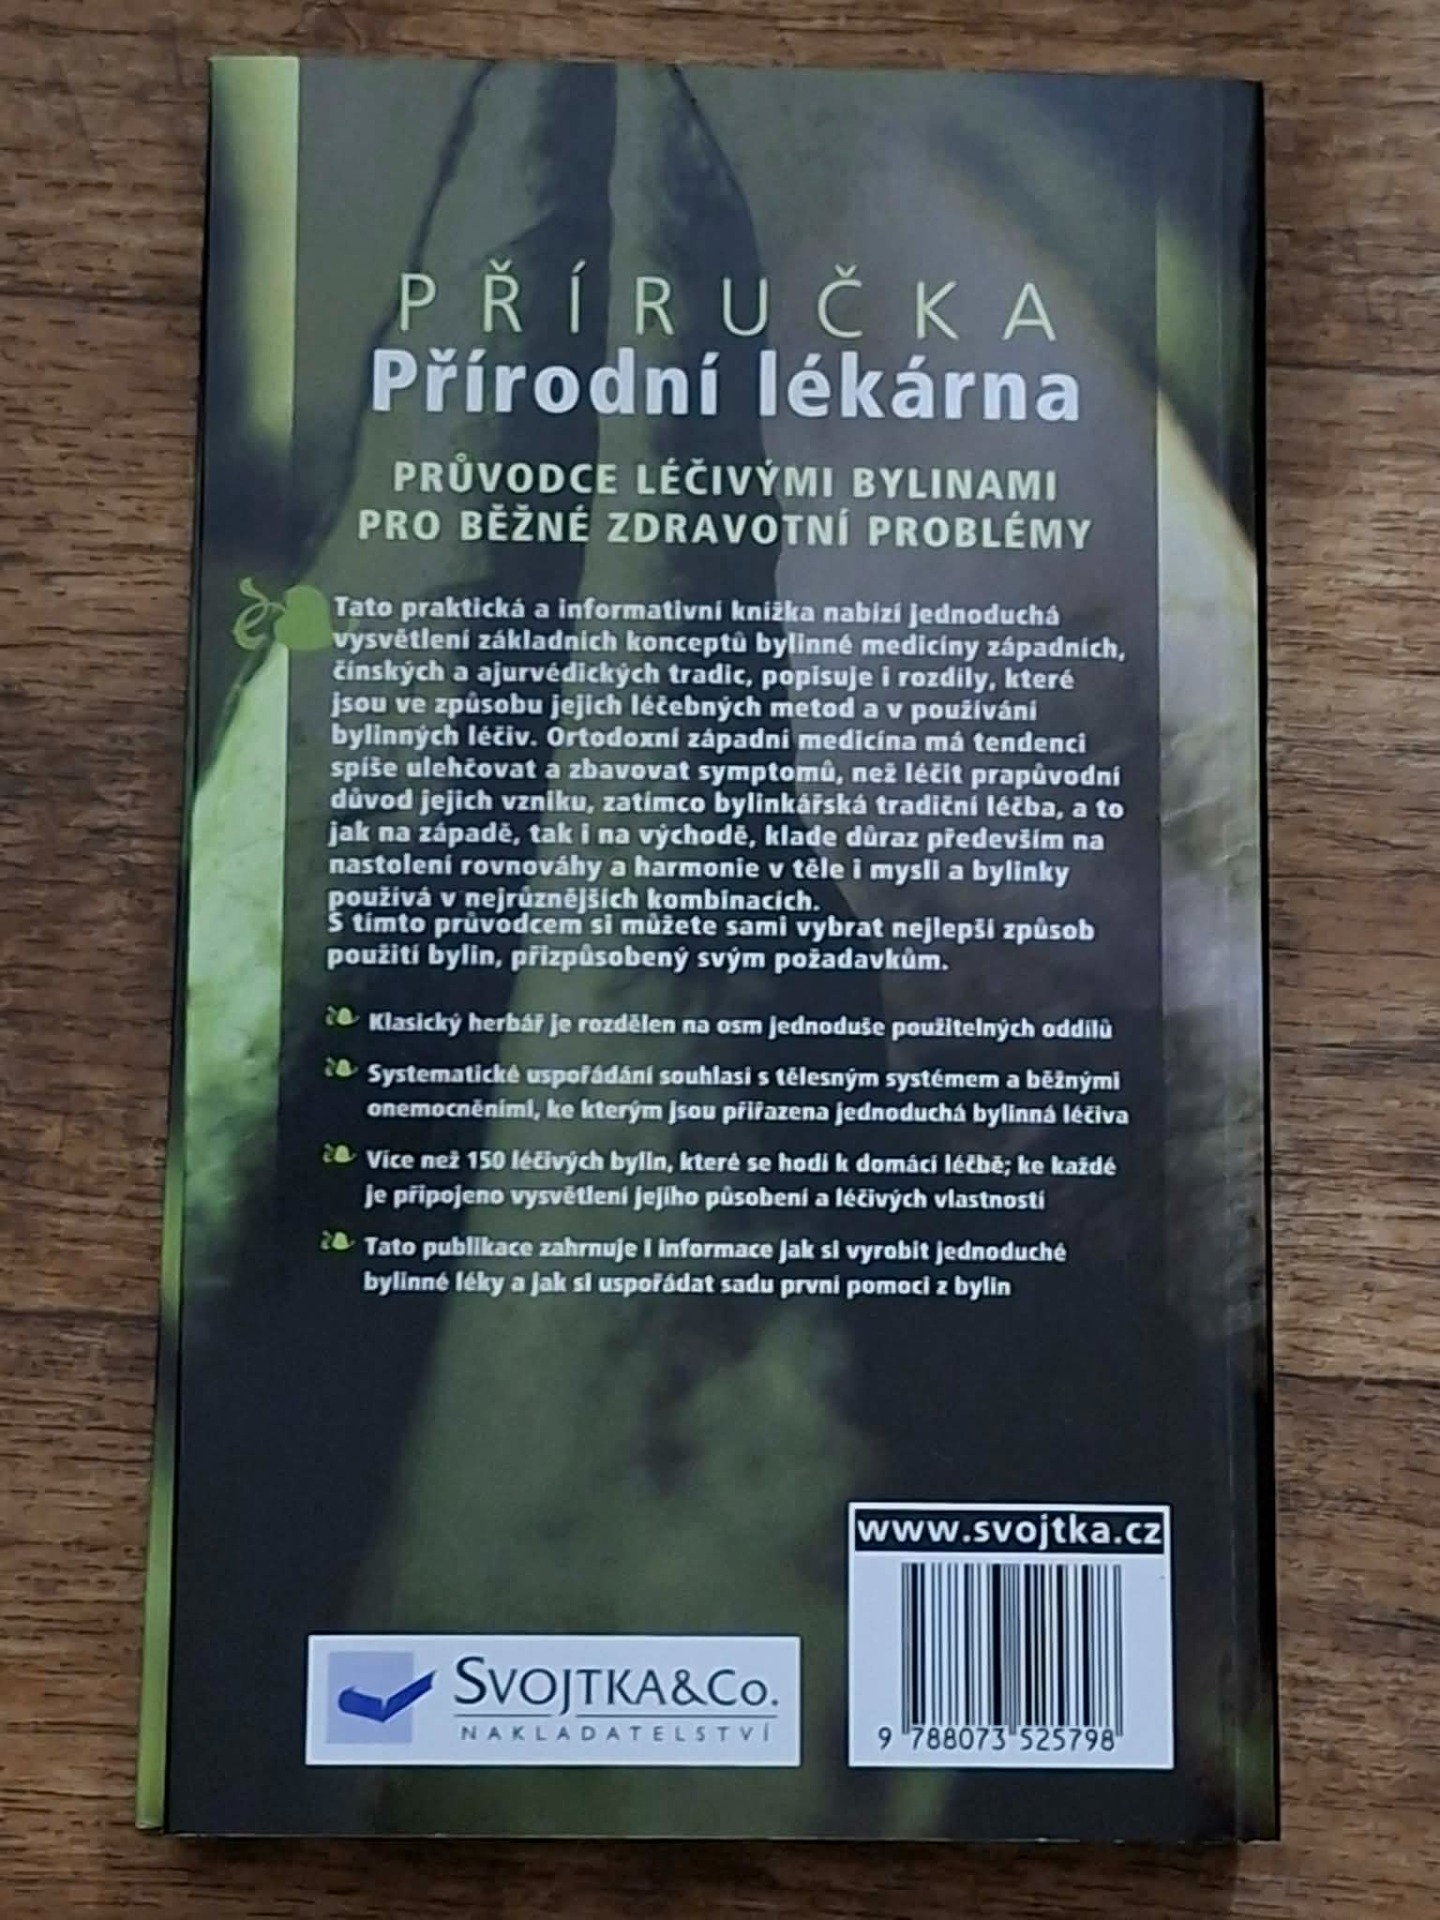 PŘÍRUČKA
Přírodní lékárna
PRŮVODCE LÉČIVÝMI BYLINAMI
PRO BĚŽNÉ ZDRAVOTNÍ PROBLÉMY
Tato praktická a informativní knížka nabízí jednoduchá
vysvětlení základních konceptů bylinné medicíny západních,
čínských a ajurvédických tradic, popisuje i rozdíly, které
jsou ve způsobu jejich léčebných metod a v používání
bylinných léčiv. Ortodoxní západní medicína má tendenci
spíše ulehčovat a zbavovat symptomů, než léčit prapůvodní
důvod jejich vzniku, zatímco bylinkářská tradiční léčba, a to
jak na západě, tak i na východě, klade důraz především na
nastolení rovnováhy a harmonie v těle i mysli a bylinky
používá v nejrůznějších kombinacích.
S tímto průvodcem si můžete sami vybrat nejlepší způsob
použití bylin, přizpůsobený svým požadavkům.
Klasický herbář je rozdělen na osm jednoduše použitelných oddílů
Systematické uspořádání souhlasí s tělesným systémem a běžnými
onemocněními, ke kterým jsou přiřazena jednoduchá bylinná léčiva
Více než 150 léčivých bylin, které se hodí k domácí léčbě; ke každé
je připojeno vysvětlení jejího působení a léčivých vlastností
Tato publikace zahrnuje i informace jak si vyrobit jednoduché
bylinné léky a jak si uspořádat sadu první pomoci z bylin
www.svojtka.cz
SVOJTKA&CO.
NAKLADATELSTVÍ
9 788073 525798